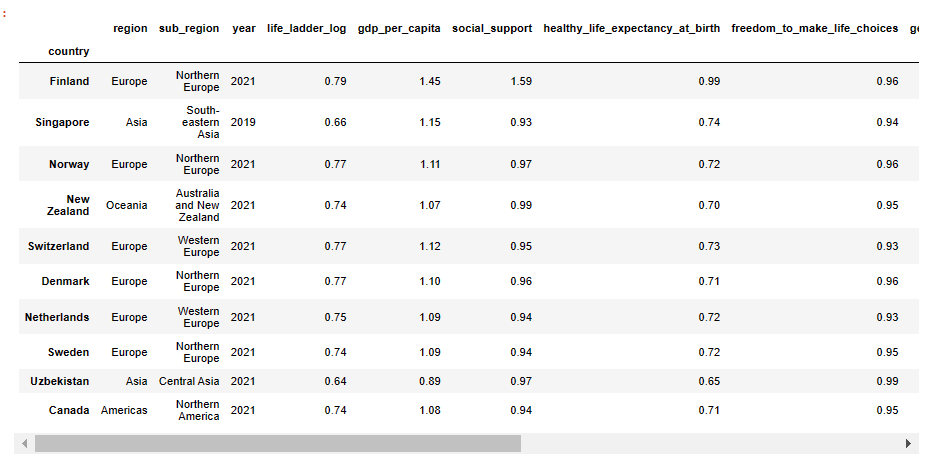 :
region sub_region year life_ladder_log gdp_per_capita social_support healthy_life_expectancy_at_birth freedom_to_make_life_choices ge
country
Finland Europe Northern Europe 2021 0.79 1.45 1.59 0.99 0.96
Singapore Asia South-eastern Asia 2019 0.66 1.15 0.93 0.74 0.94
Norway Europe Northern Europe 2021 0.77 1.11 0.97 0.72 0.96
New Zealand Oceania Australia and New Zealand 2021 0.74 1.07 0.99 0.70 0.95
Switzerland Europe Western Europe 2021 0.77 1.12 0.95 0.73 0.93
Denmark Europe Northern Europe 2021 0.77 1.10 0.96 0.71 0.96
Netherlands Europe Western Europe 2021 0.75 1.09 0.94 0.72 0.93
Sweden Europe Northern Europe 2021 0.74 1.09 0.94 0.72 0.95
Uzbekistan Asia Central Asia 2021 0.64 0.89 0.97 0.65 0.99
Canada Americas Northern America 2021 0.74 1.08 0.94 0.71 0.95